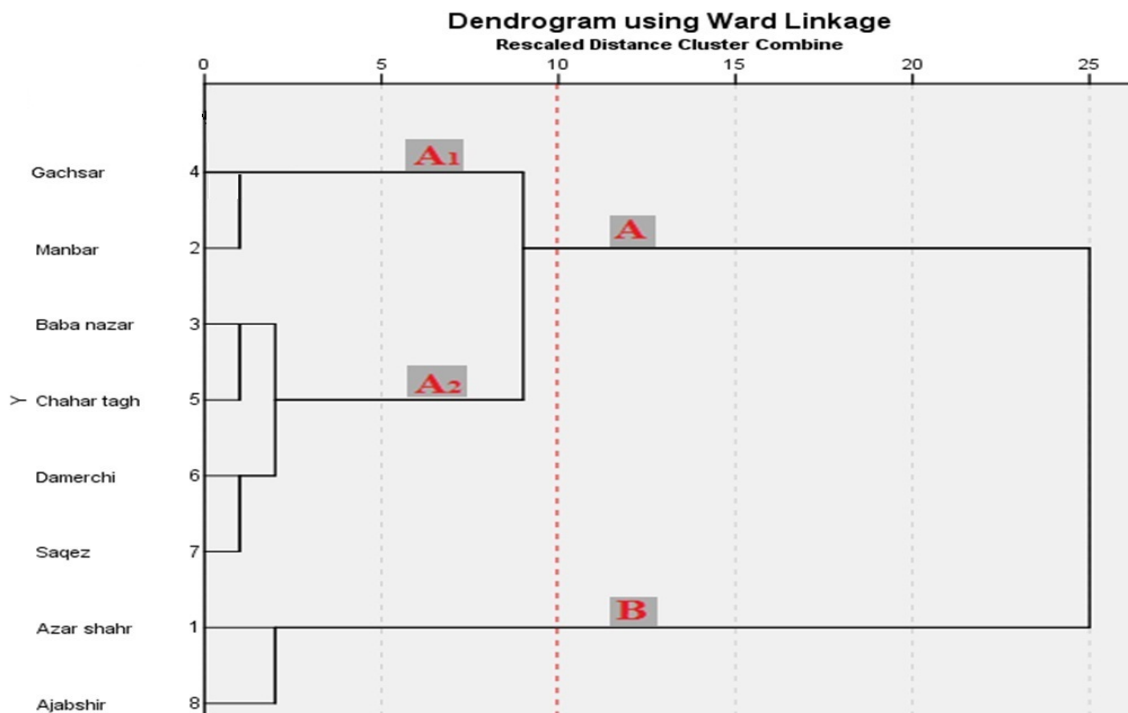 Dendrogram using Ward Linkage
Rescaled Distance Cluster Combine
0 5 10 15 20 25
A1
Gachsar 4
A
Manbar 2
Baba nazar 3
A2
Y Chahar tagh 5
Damerchi 6
Saqez 7
B
Azar shahr 1
Ajabshir 8